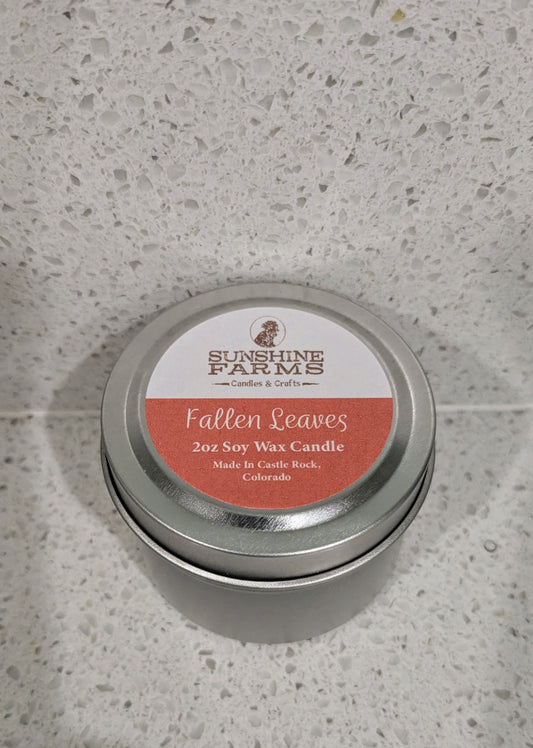 SUNSHINE
FARMS
Candles & Crafts
Fallen Leaves
2oz Soy Wax Candle
Made In Castle Rock,
Colorado